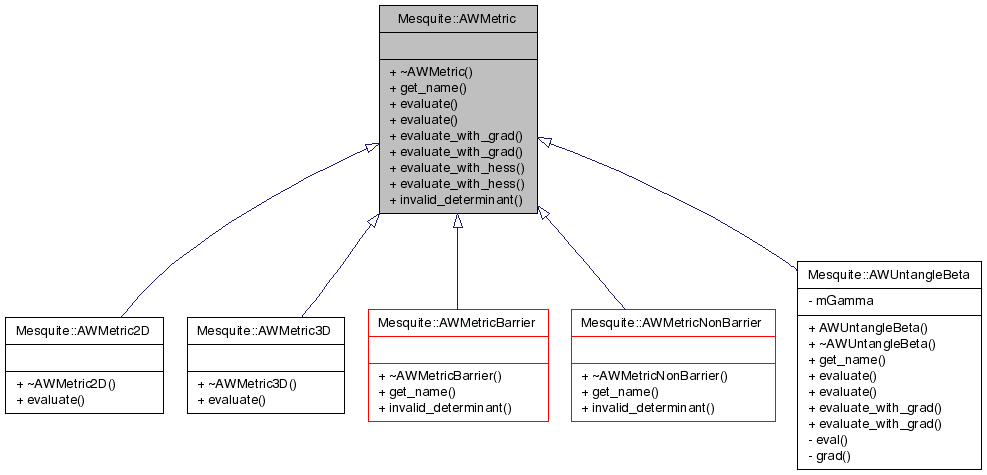 Mesquite::AWMetric
+ ~AWMetric()
+ get_name()
+ evaluate()
+ evaluate()
+ evaluate_with_grad()
+ evaluate_with_grad()
+ evaluate_with_hess()
+ evaluate_with_hess()
+ invalid_determinant()
Mesquite::AWMetric2D
+ ~AWMetric2D()
+ evaluate()
Mesquite::AWMetric3D
+ ~AWMetric3D()
+ evaluate()
Mesquite::AWMetricBarrier
+ ~AWMetricBarrier()
+ get_name()
+ invalid_determinant()
Mesquite::AWMetricNonBarrier
+ ~AWMetricNonBarrier()
+ get_name()
+ invalid_determinant()
Mesquite::AWUntangleBeta
- mGamma
+ AWUntangleBeta()
+ ~AWUntangleBeta()
+ get_name()
+ evaluate()
+ evaluate()
+ evaluate_with_grad()
+ evaluate_with_grad()
- eval()
- grad()